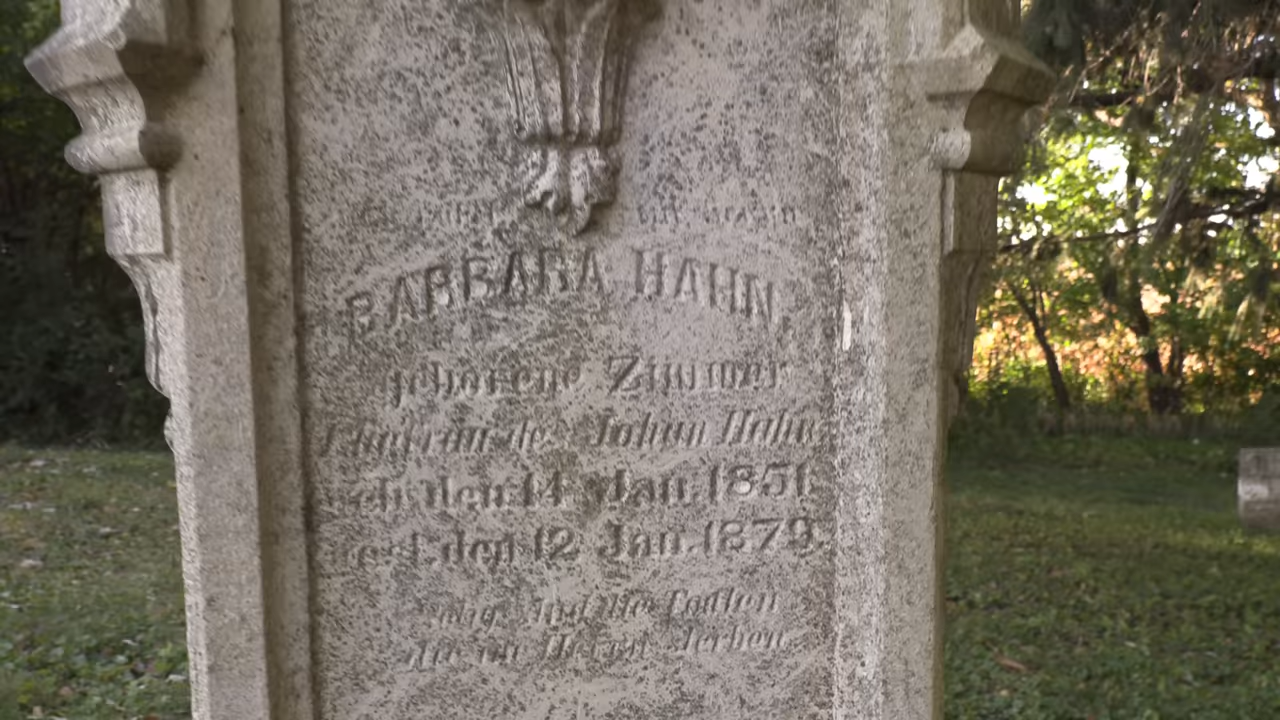 BARBARA HAHN,
geborene Zimmer
Ehefrau des Johan Hahn
geb. den 14 Jan. 1851.
gest. den 12 Jan. 1879.
Selig sind die Todten
die im Herrn sterben